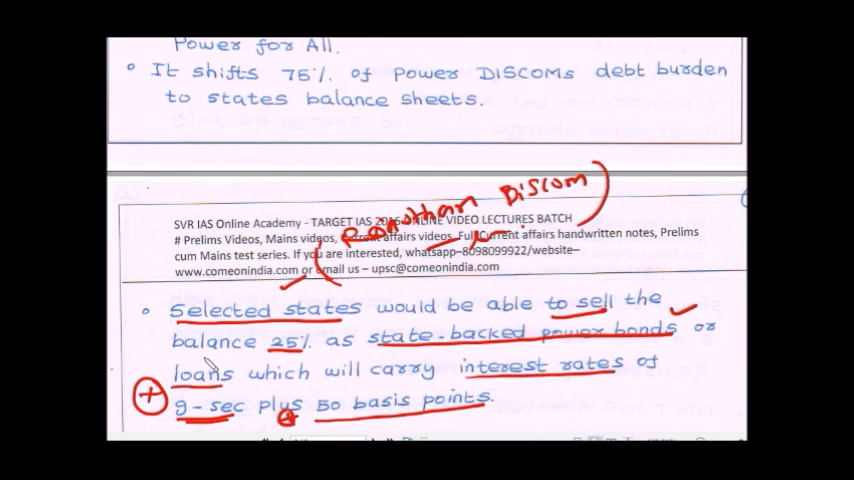 Power for All.
It shifts 75% of Power DISCOMs debt burden
to states balance sheets.
Discom
SVR IAS Online Academy - TARGET IAS 2016 ONLINE VIDEO LECTURES BATCH
# Prelims Videos, Mains videos, Current affairs videos, Full Current affairs handwritten notes, Prelims
cum Mains test series. If you are interested, whatsapp–8098099922/website–
www.comeonindia.com or email us – upsc@comeonindia.com
Selected states would be able to sell the
balance 25% as state-backed power bonds or
loans which will carry interest rates of
g-sec plus 50 basis points.